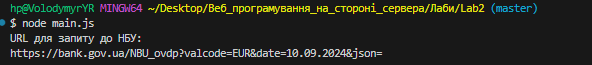 hp@VolodymyrYR MINGW64 ~/Desktop/Веб_програмування_на_стороні_сервера/Лаби/Lab2 (master)
$ node main.js
URL для запиту до НБУ:
https://bank.gov.ua/NBU_ovdp?valcode=EUR&date=10.09.2024&json=